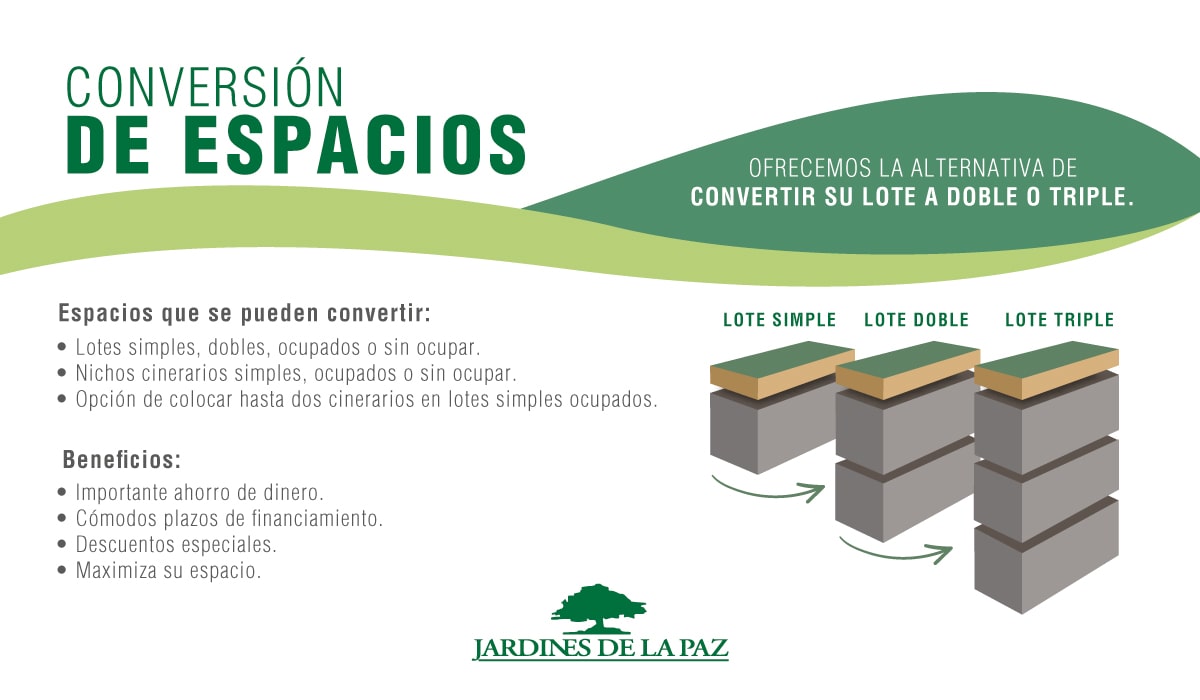 CONVERSIÓN
DE ESPACIOS
OFRECEMOS LA ALTERNATIVA DE
CONVERTIR SU LOTE A DOBLE O TRIPLE.
Espacios que se pueden convertir:
• Lotes simples, dobles, ocupados o sin ocupar.
• Nichos cinerarios simples, ocupados o sin ocupar.
• Opción de colocar hasta dos cinerarios en lotes simples ocupados.
Beneficios:
• Importante ahorro de dinero.
• Cómodos plazos de financiamiento.
• Descuentos especiales.
• Maximiza su espacio.
LOTE SIMPLE LOTE DOBLE LOTE TRIPLE
JARDINES DE LA PAZ